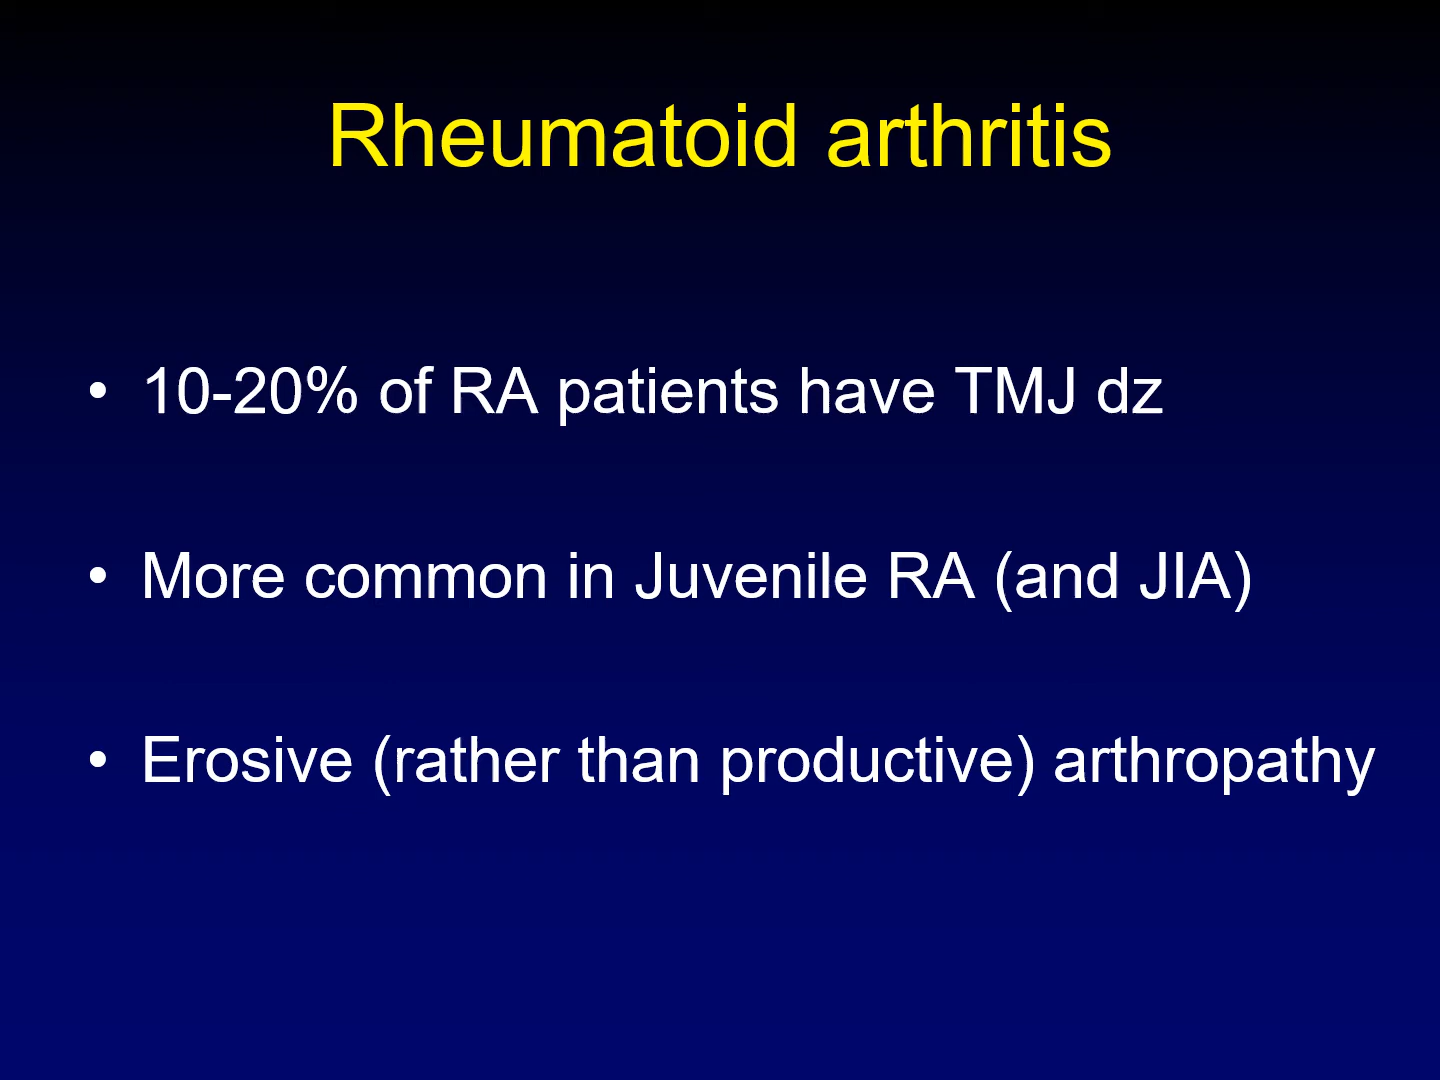 Rheumatoid arthritis
• 10-20% of RA patients have TMJ dz
• More common in Juvenile RA (and JIA)
• Erosive (rather than productive) arthropathy